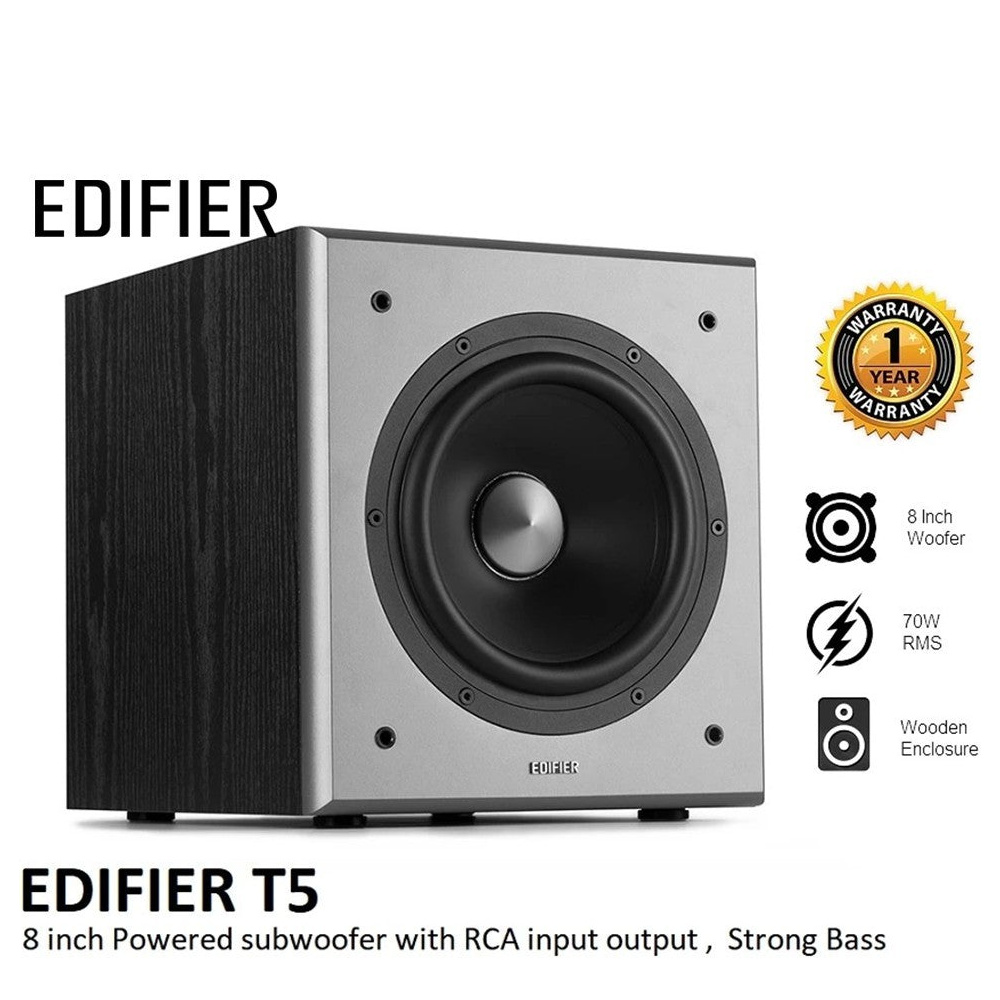 EDIFIER
WARRANTY
1
YEAR
WARRANTY
8 Inch
Woofer
70W
RMS
Wooden
Enclosure
EDIFIER
EDIFIER T5
8 inch Powered subwoofer with RCA input output , Strong Bass